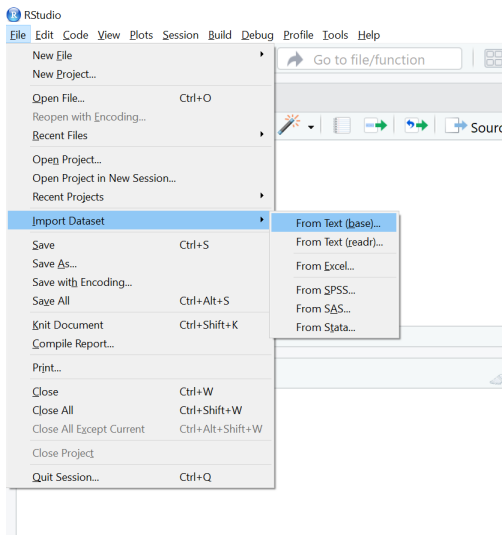 RStudio
File Edit Code View Plots Session Build Debug Profile Tools Help
New File
New Project...
Go to file/function
Open File... Ctrl+O
Reopen with Encoding...
Recent Files
Sourc
Open Project...
Open Project in New Session...
Recent Projects
Import Dataset
From Text (base)...
From Text (readr)...
From Excel...
From SPSS...
From SAS...
From Stata...
Save Ctrl+S
Save As...
Save with Encoding...
Save All Ctrl+Alt+S
Knit Document Ctrl+Shift+K
Compile Report...
Print...
Close Ctrl+W
Close All Ctrl+Shift+W
Close All Except Current Ctrl+Alt+Shift+W
Close Project
Quit Session... Ctrl+Q